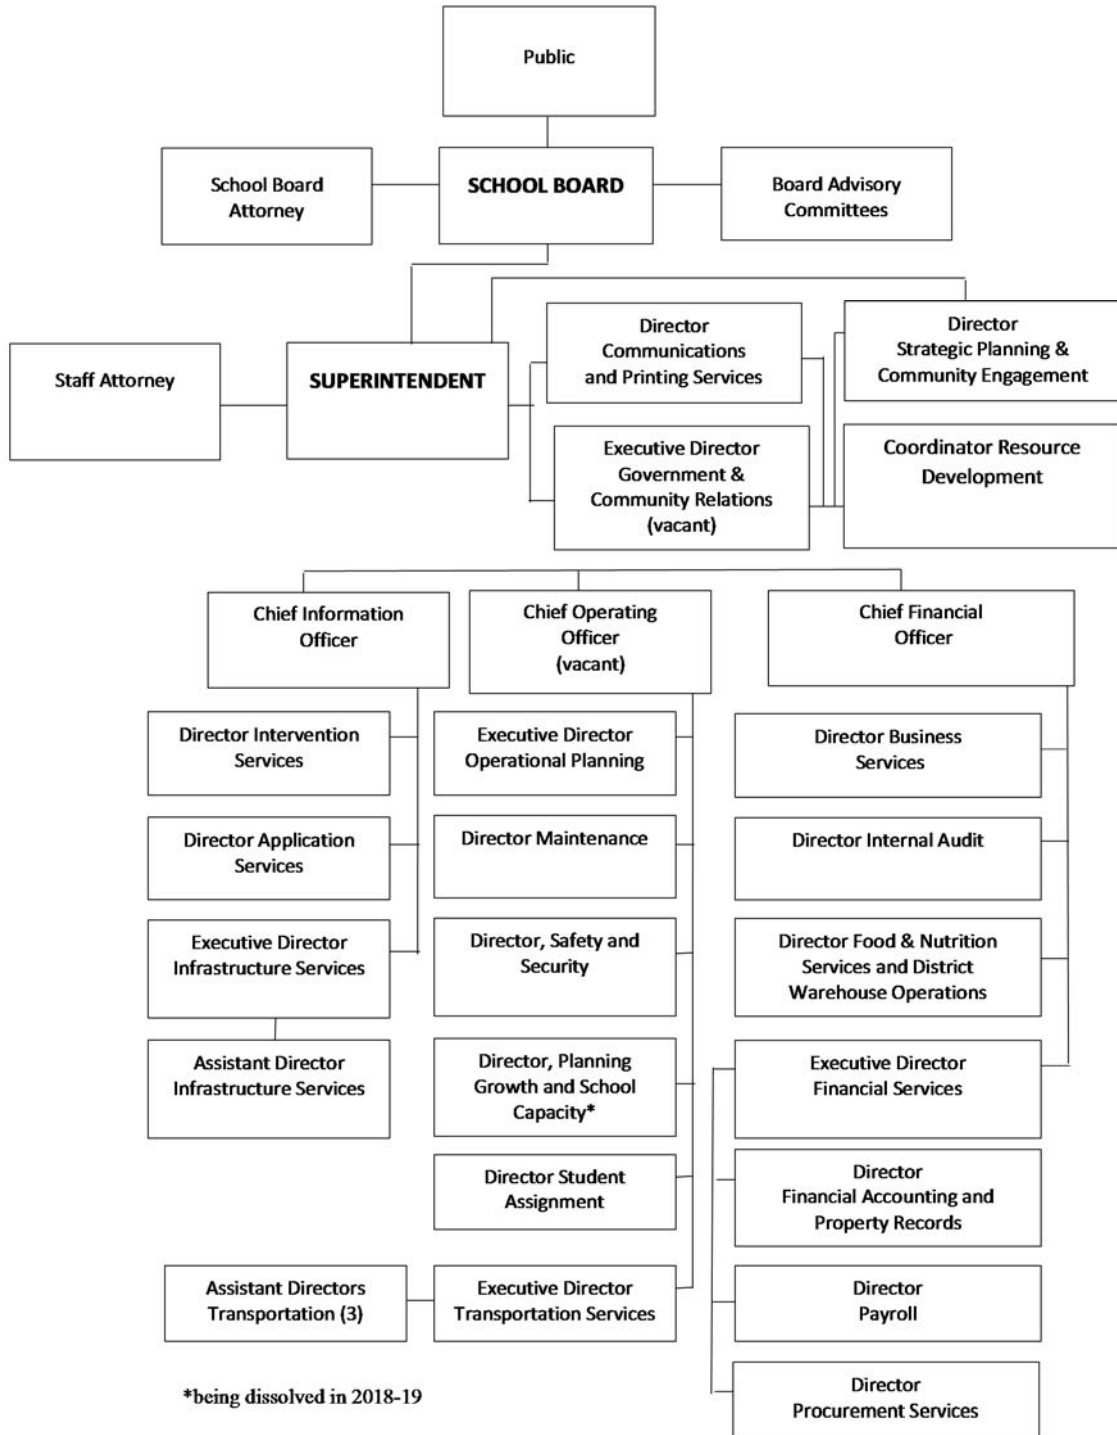 Public
School Board
Attorney
SCHOOL BOARD
Board Advisory
Committees
Staff Attorney
SUPERINTENDENT
Director
Communications
and Printing Services
Director
Strategic Planning &
Community Engagement
Executive Director
Government &
Community Relations
(vacant)
Coordinator Resource
Development
Chief Information
Officer
Chief Operating
Officer
(vacant)
Chief Financial
Officer
Director Intervention
Services
Executive Director
Operational Planning
Director Business
Services
Director Application
Services
Director Maintenance
Director Internal Audit
Executive Director
Infrastructure Services
Director, Safety and
Security
Director Food & Nutrition
Services and District
Warehouse Operations
Assistant Director
Infrastructure Services
Director, Planning
Growth and School
Capacity*
Executive Director
Financial Services
Director Student
Assignment
Director
Financial Accounting and
Property Records
Assistant Directors
Transportation (3)
Executive Director
Transportation Services
Director
Payroll
*being dissolved in 2018-19
Director
Procurement Services